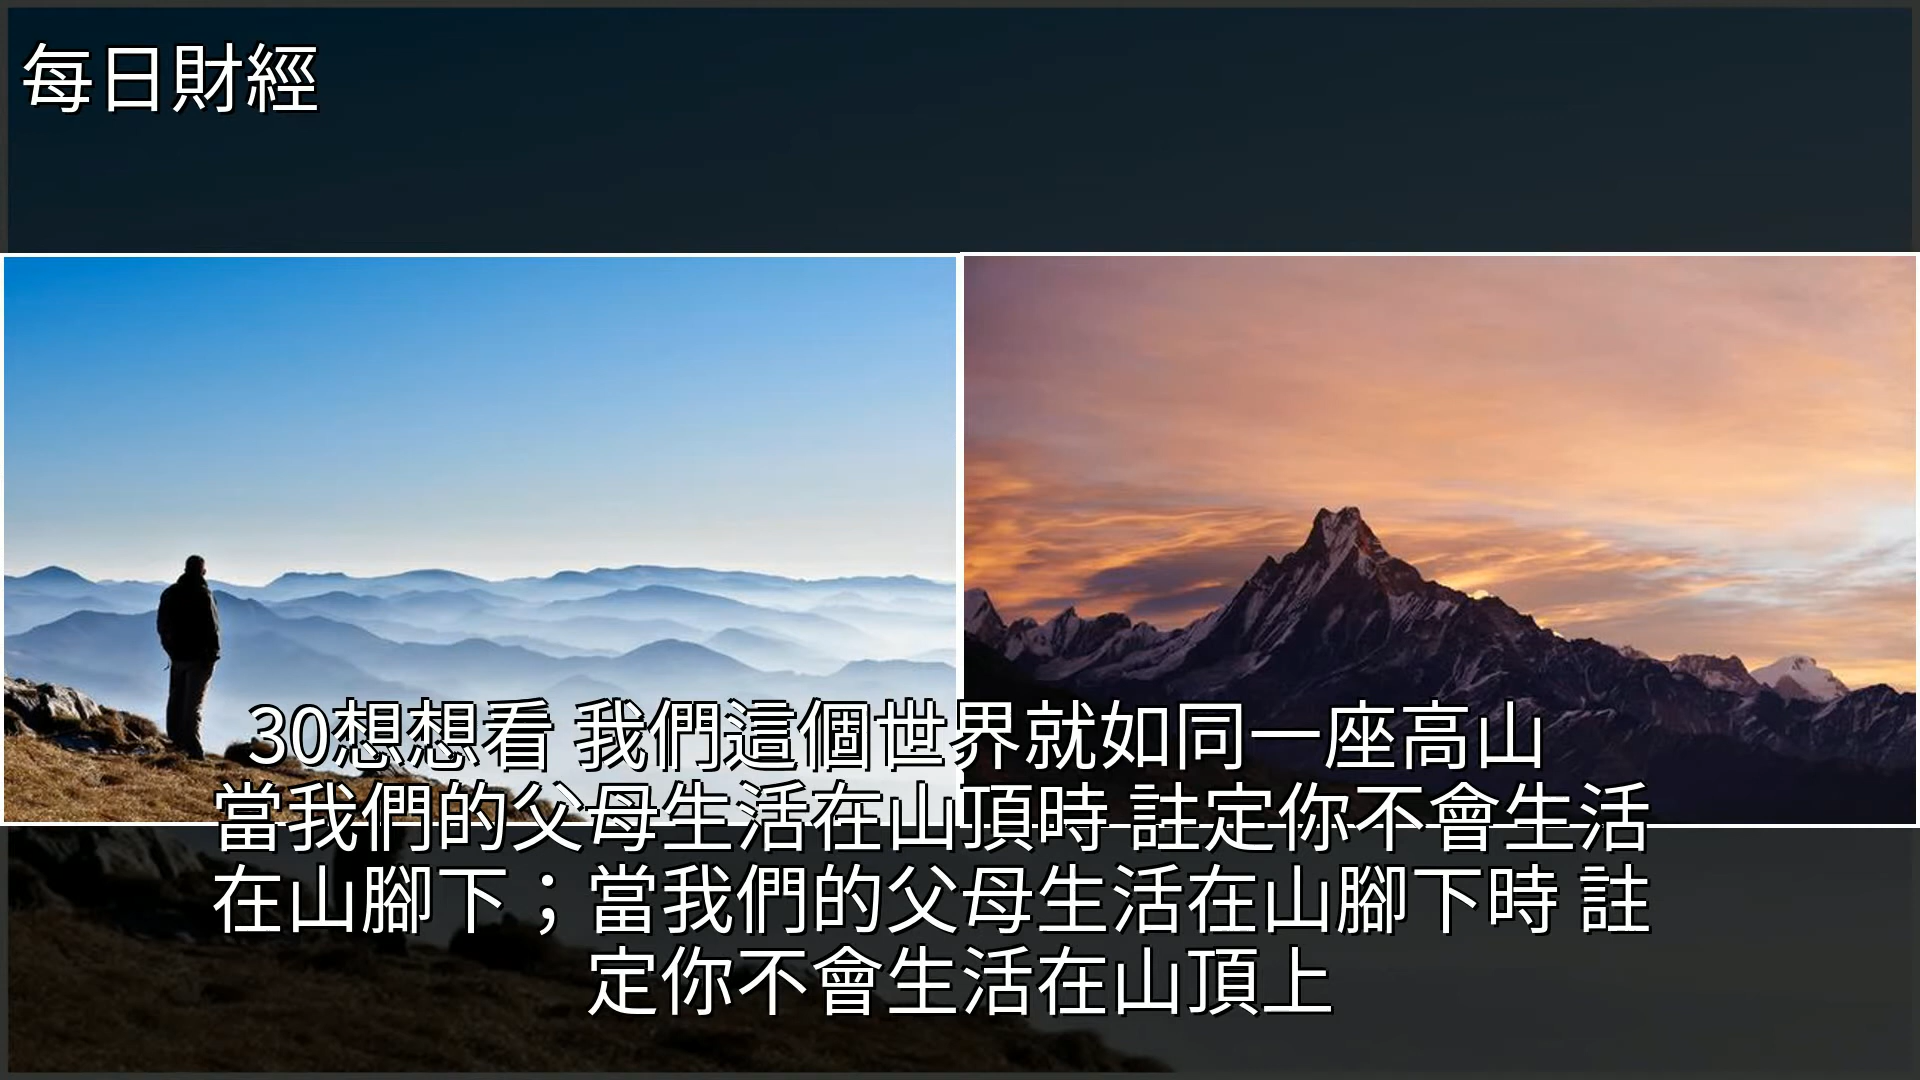 每日財經
30想想看 我們這個世界就如同一座高山
當我們的父母生活在山頂時 註定你不會生活
在山腳下；當我們的父母生活在山腳下時 註
定你不會生活在山頂上